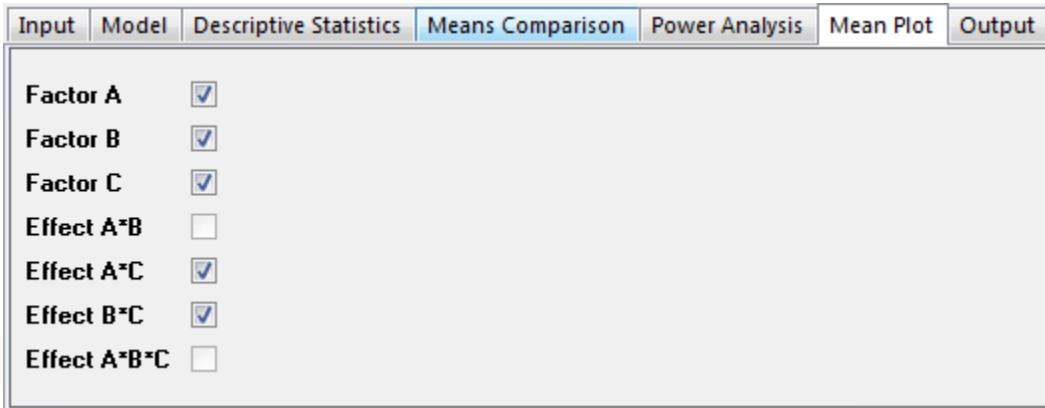 Input Model Descriptive Statistics Means Comparison Power Analysis Mean Plot Output
Factor A
Factor B
Factor C
Effect A*B
Effect A*C
Effect B*C
Effect A*B*C